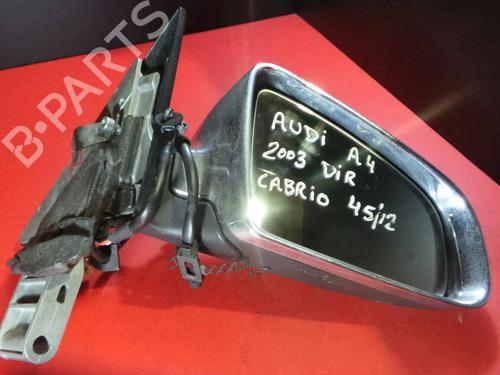 B-PARTS
AUDI A4
2003 DIR
CABRIO 45/12